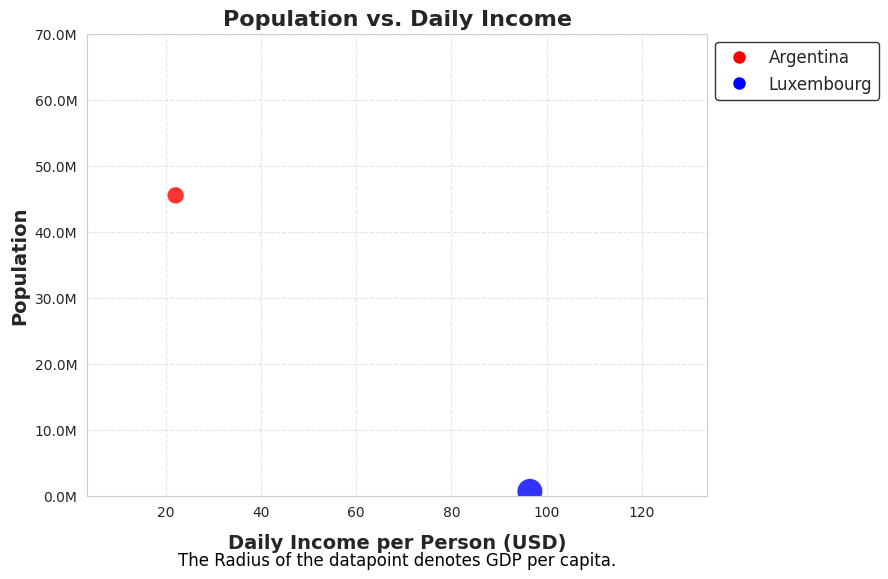 Population vs. Daily Income
70.0M
60.0M
50.0M
40.0M
30.0M
20.0M
10.0M
0.0M
Population
20
40
60
80
100
120
Daily Income per Person (USD)
The Radius of the datapoint denotes GDP per capita.
Argentina
Luxembourg